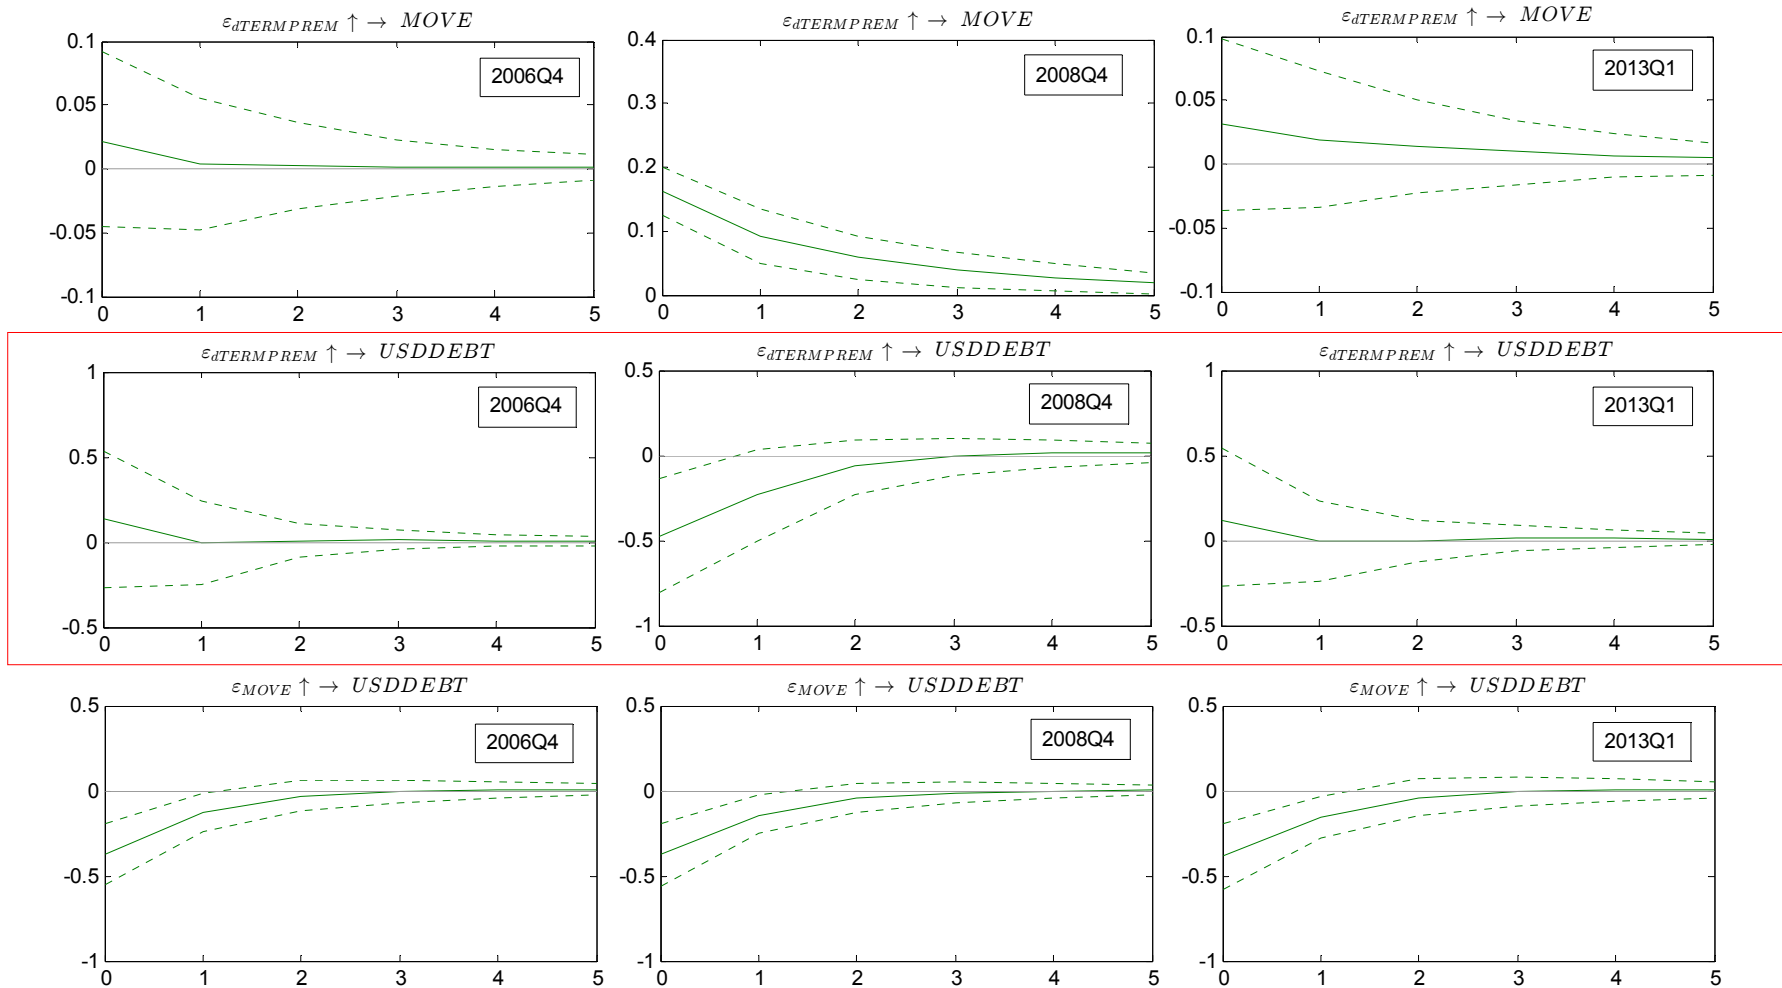 ε_dTERMPREM ↑ → MOVE
0.1
0.05
0
-0.05
-0.1
0 1 2 3 4 5
2006Q4
ε_dTERMPREM ↑ → MOVE
0.4
0.3
0.2
0.1
0
0 1 2 3 4 5
2008Q4
ε_dTERMPREM ↑ → MOVE
0.1
0.05
0
-0.05
-0.1
0 1 2 3 4 5
2013Q1
ε_dTERMPREM ↑ → USDDEBT
1
0.5
0
-0.5
0 1 2 3 4 5
2006Q4
ε_dTERMPREM ↑ → USDDEBT
0.5
0
-0.5
-1
0 1 2 3 4 5
2008Q4
ε_dTERMPREM ↑ → USDDEBT
1
0.5
0
-0.5
0 1 2 3 4 5
2013Q1
ε_MOVE ↑ → USDDEBT
0.5
0
-0.5
-1
0 1 2 3 4 5
2006Q4
ε_MOVE ↑ → USDDEBT
0.5
0
-0.5
-1
0 1 2 3 4 5
2008Q4
ε_MOVE ↑ → USDDEBT
0.5
0
-0.5
-1
0 1 2 3 4 5
2013Q1